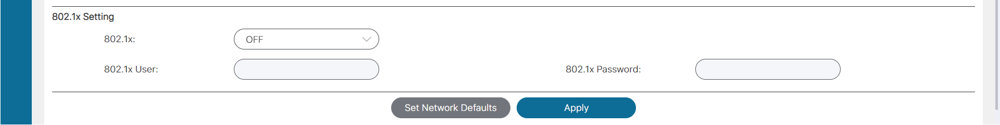 802.1x Setting
802.1x: OFF
802.1x User: 802.1x Password:
Set Network Defaults Apply